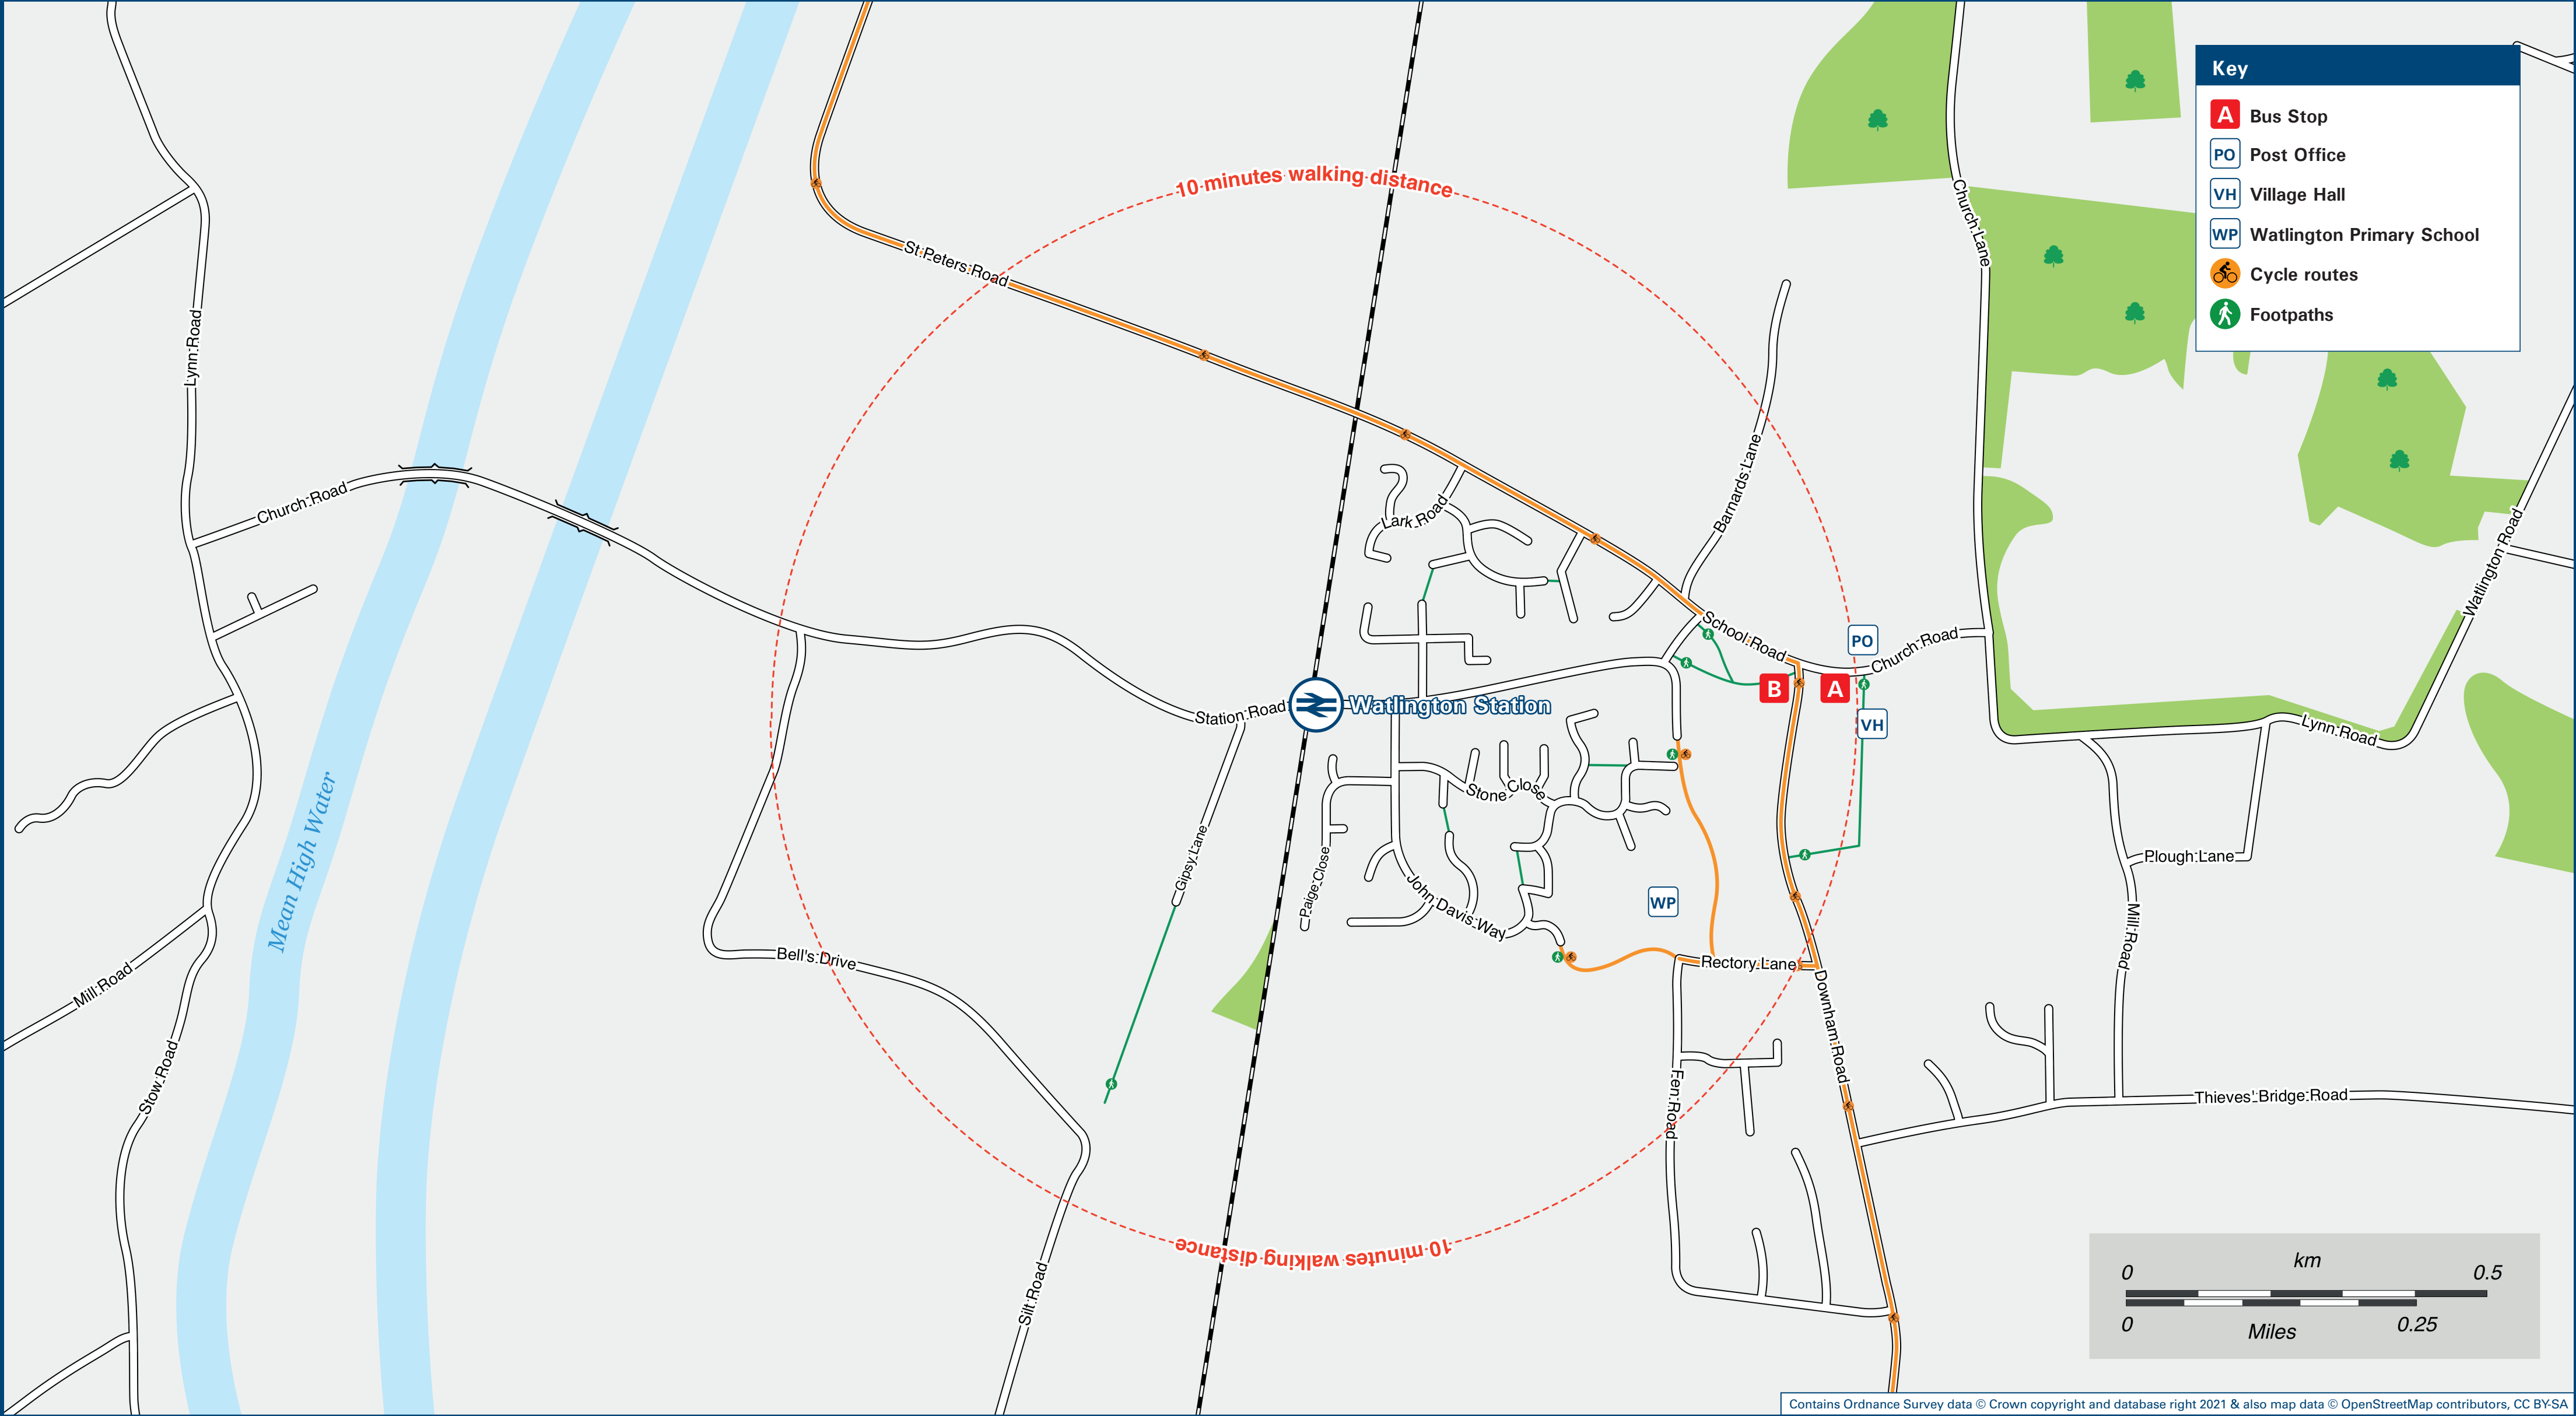 Key
A Bus Stop
PO Post Office
VH Village Hall
WP Watlington Primary School
Cycle routes
Footpaths
10 minutes walking distance
St Peters Road
Church Lane
Lynn Road
Church Road
Lark Road
Barnards Lane
School Road
PO
Church Road
B
A
VH
Watlington Road
Lynn Road
Station Road
Watlington Station
Mean High Water
Gipsy Lane
Paige Close
Stone Close
John Davis Way
WP
Plough Lane
Mill Road
Bell's Drive
Rectory Lane
Downham Road
Mill Road
Stow Road
Fen Road
Thieves' Bridge Road
10 minutes walking distance
Silt Road
km
0 0.5
0 0.25
Miles
Contains Ordnance Survey data © Crown copyright and database right 2021 & also map data © OpenStreetMap contributors, CC BY-SA